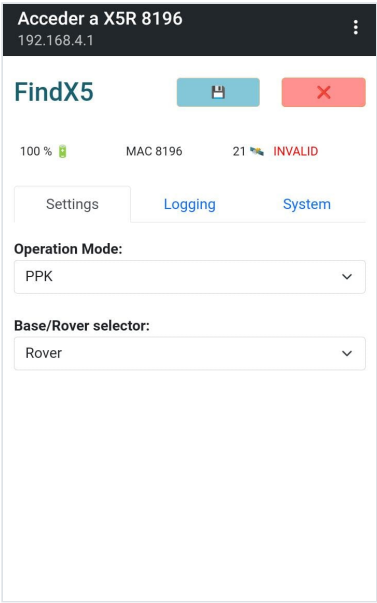 Acceder a X5R 8196
192.168.4.1
FindX5
100 % MAC 8196 21 INVALID
Settings Logging System
Operation Mode:
PPK
Base/Rover selector:
Rover